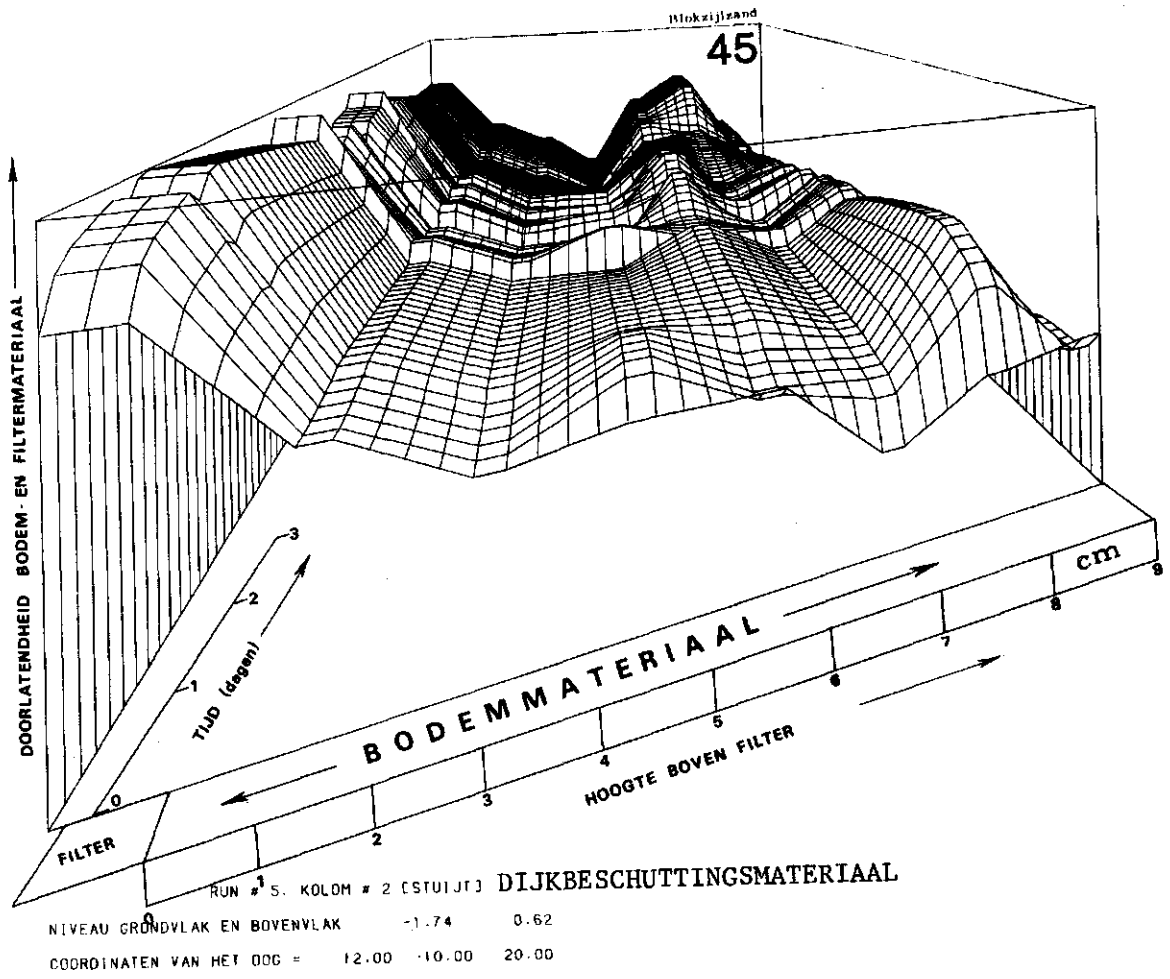 Blokzijlzand
45
DOORLATENDHEID BODEM- EN FILTERMATERIAAL
3
2
1
0
TIJD (dagen)
FILTER
BODEMMATERIAAL
cm
0
1
2
3
4
5
6
7
8
9
HOOGTE BOVEN FILTER
RUN # 5. KOLOM # 2 [STUIJT] DIJKBESCHUTTINGSMATERIAAL
NIVEAU GRONDVLAK EN BOVENVLAK -1.74 0.62
COORDINATEN VAN HET OOG = 12.00 -10.00 20.00